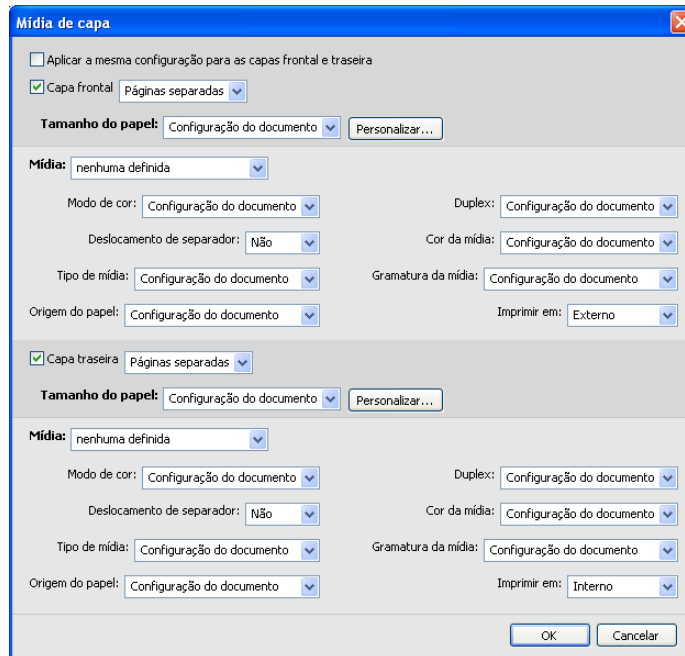 Mídia de capa
Aplicar a mesma configuração para as capas frontal e traseira
Capa frontal Páginas separadas
Tamanho do papel: Configuração do documento Personalizar...
Mídia: nenhuma definida
Modo de cor: Configuração do documento Duplex: Configuração do documento
Deslocamento de separador: Não Cor da mídia: Configuração do documento
Tipo de mídia: Configuração do documento Gramatura da mídia: Configuração do documento
Origem do papel: Configuração do documento Imprimir em: Externo
Capa traseira Páginas separadas
Tamanho do papel: Configuração do documento Personalizar...
Mídia: nenhuma definida
Modo de cor: Configuração do documento Duplex: Configuração do documento
Deslocamento de separador: Não Cor da mídia: Configuração do documento
Tipo de mídia: Configuração do documento Gramatura da mídia: Configuração do documento
Origem do papel: Configuração do documento Imprimir em: Interno
OK Cancelar